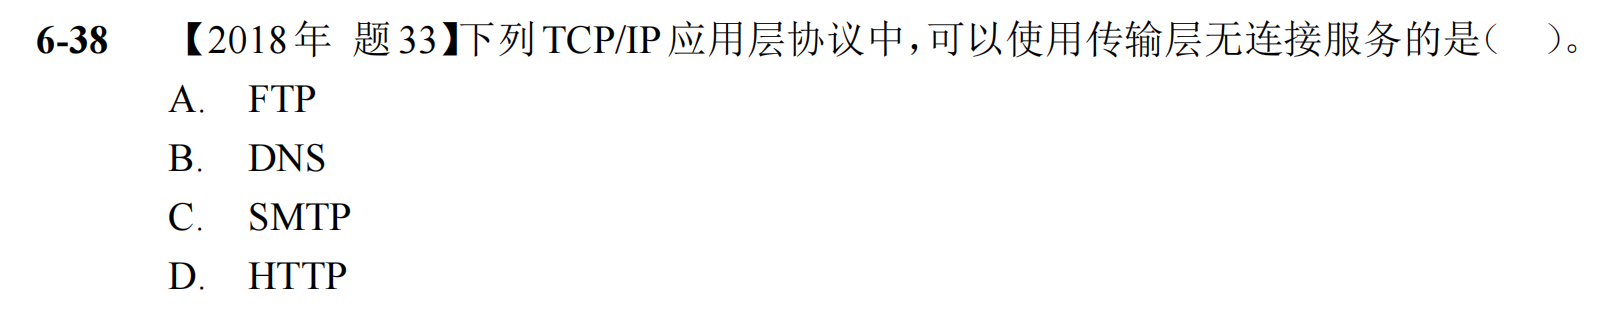 6-38 【2018年 题33】下列TCP/IP应用层协议中,可以使用传输层无连接服务的是( )。
A. FTP
B. DNS
C. SMTP
D. HTTP